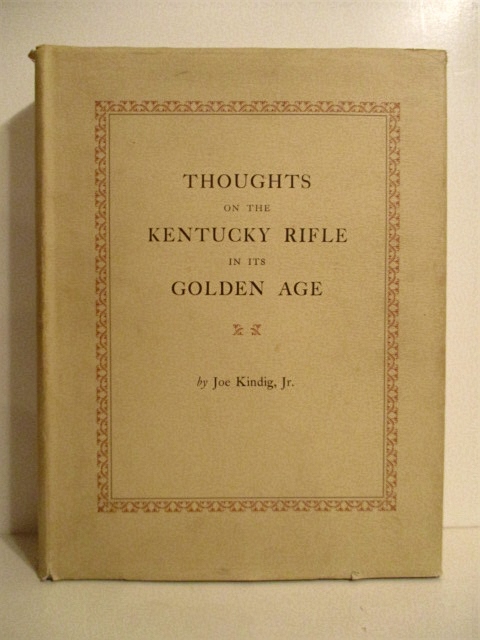 THOUGHTS
ON THE
KENTUCKY RIFLE
IN ITS
GOLDEN AGE
by Joe Kindig, Jr.